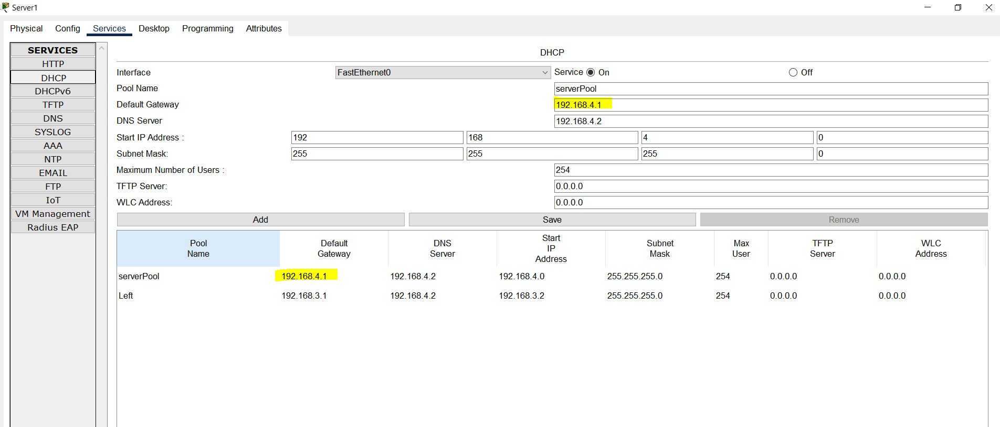 Server1
Physical Config Services Desktop Programming Attributes
SERVICES
HTTP
DHCP
DHCPv6
TFTP
DNS
SYSLOG
AAA
NTP
EMAIL
FTP
IoT
VM Management
Radius EAP
DHCP
Interface FastEthernet0 Service On Off
Pool Name serverPool
Default Gateway 192.168.4.1
DNS Server 192.168.4.2
Start IP Address : 192 168 4 0
Subnet Mask: 255 255 255 0
Maximum Number of Users : 254
TFTP Server: 0.0.0.0
WLC Address: 0.0.0.0
Add Save Remove
Pool Name Default Gateway DNS Server Start IP Address Subnet Mask Max User TFTP Server WLC Address
serverPool 192.168.4.1 192.168.4.2 192.168.4.0 255.255.255.0 254 0.0.0.0 0.0.0.0
Left 192.168.3.1 192.168.4.2 192.168.3.2 255.255.255.0 254 0.0.0.0 0.0.0.0